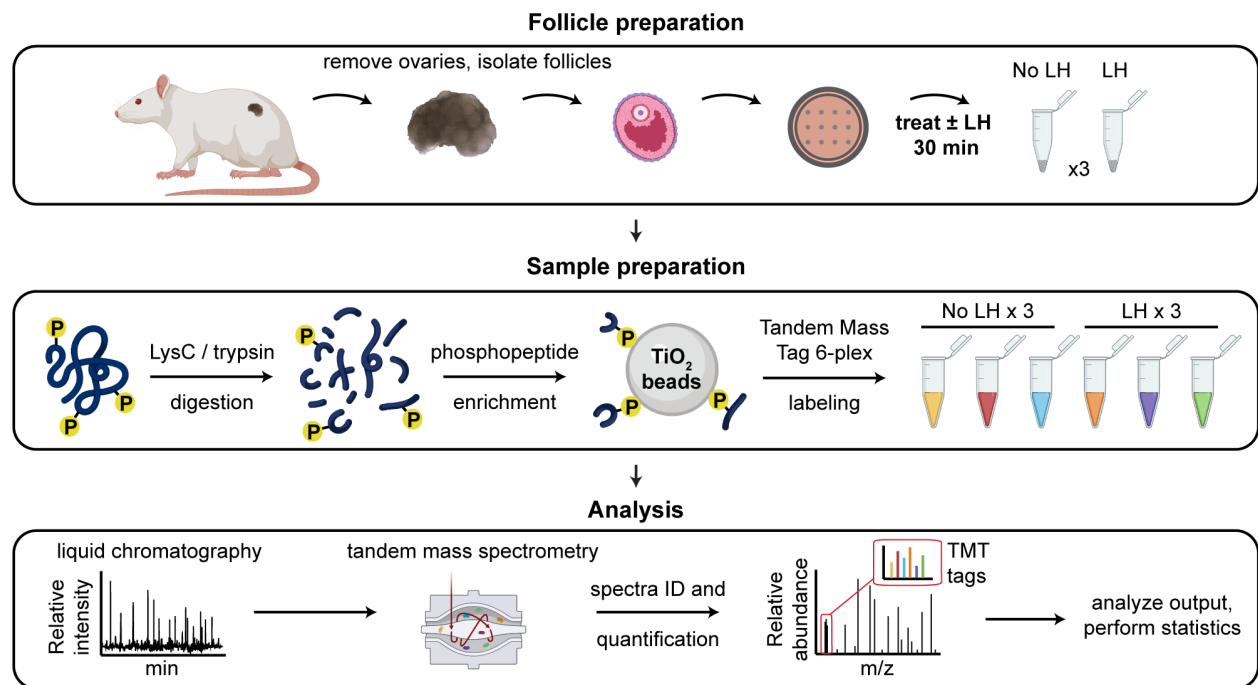 Follicle preparation
remove ovaries, isolate follicles
No LH LH
treat ± LH
30 min
x3
Sample preparation
P
P
P
LysC / trypsin
digestion
P
P
P
phosphopeptide
enrichment
P
P
P
TiO₂
beads
Tandem Mass
Tag 6-plex
labeling
No LH x 3 LH x 3
Analysis
liquid chromatography
Relative
intensity
min
tandem mass spectrometry
spectra ID and
quantification
Relative
abundance
m/z
TMT
tags
analyze output,
perform statistics